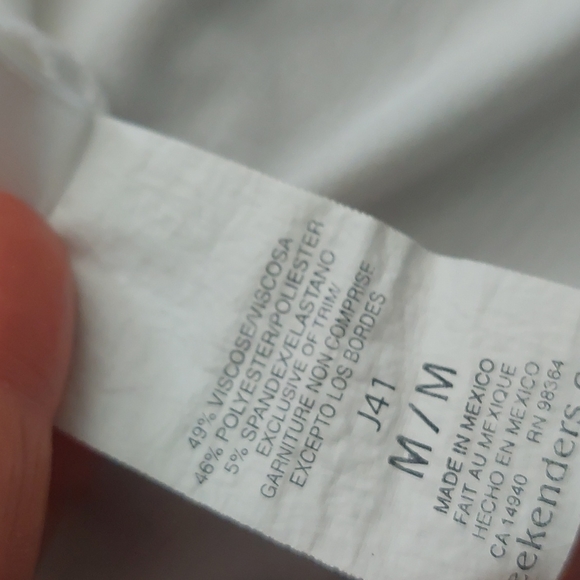 49% VISCOSE/VISCOSA
46% POLYESTER/POLIESTER
5% SPANDEX/ELASTANO
EXCLUSIVE OF TRIM/
GARNITURE NON COMPRISE
EXCEPTO LOS BORDES
J41
M/M
MADE IN MEXICO
FAIT AU MEXIQUE
HECHO EN MEXICO
CA 14940 RN 98364
eekenders